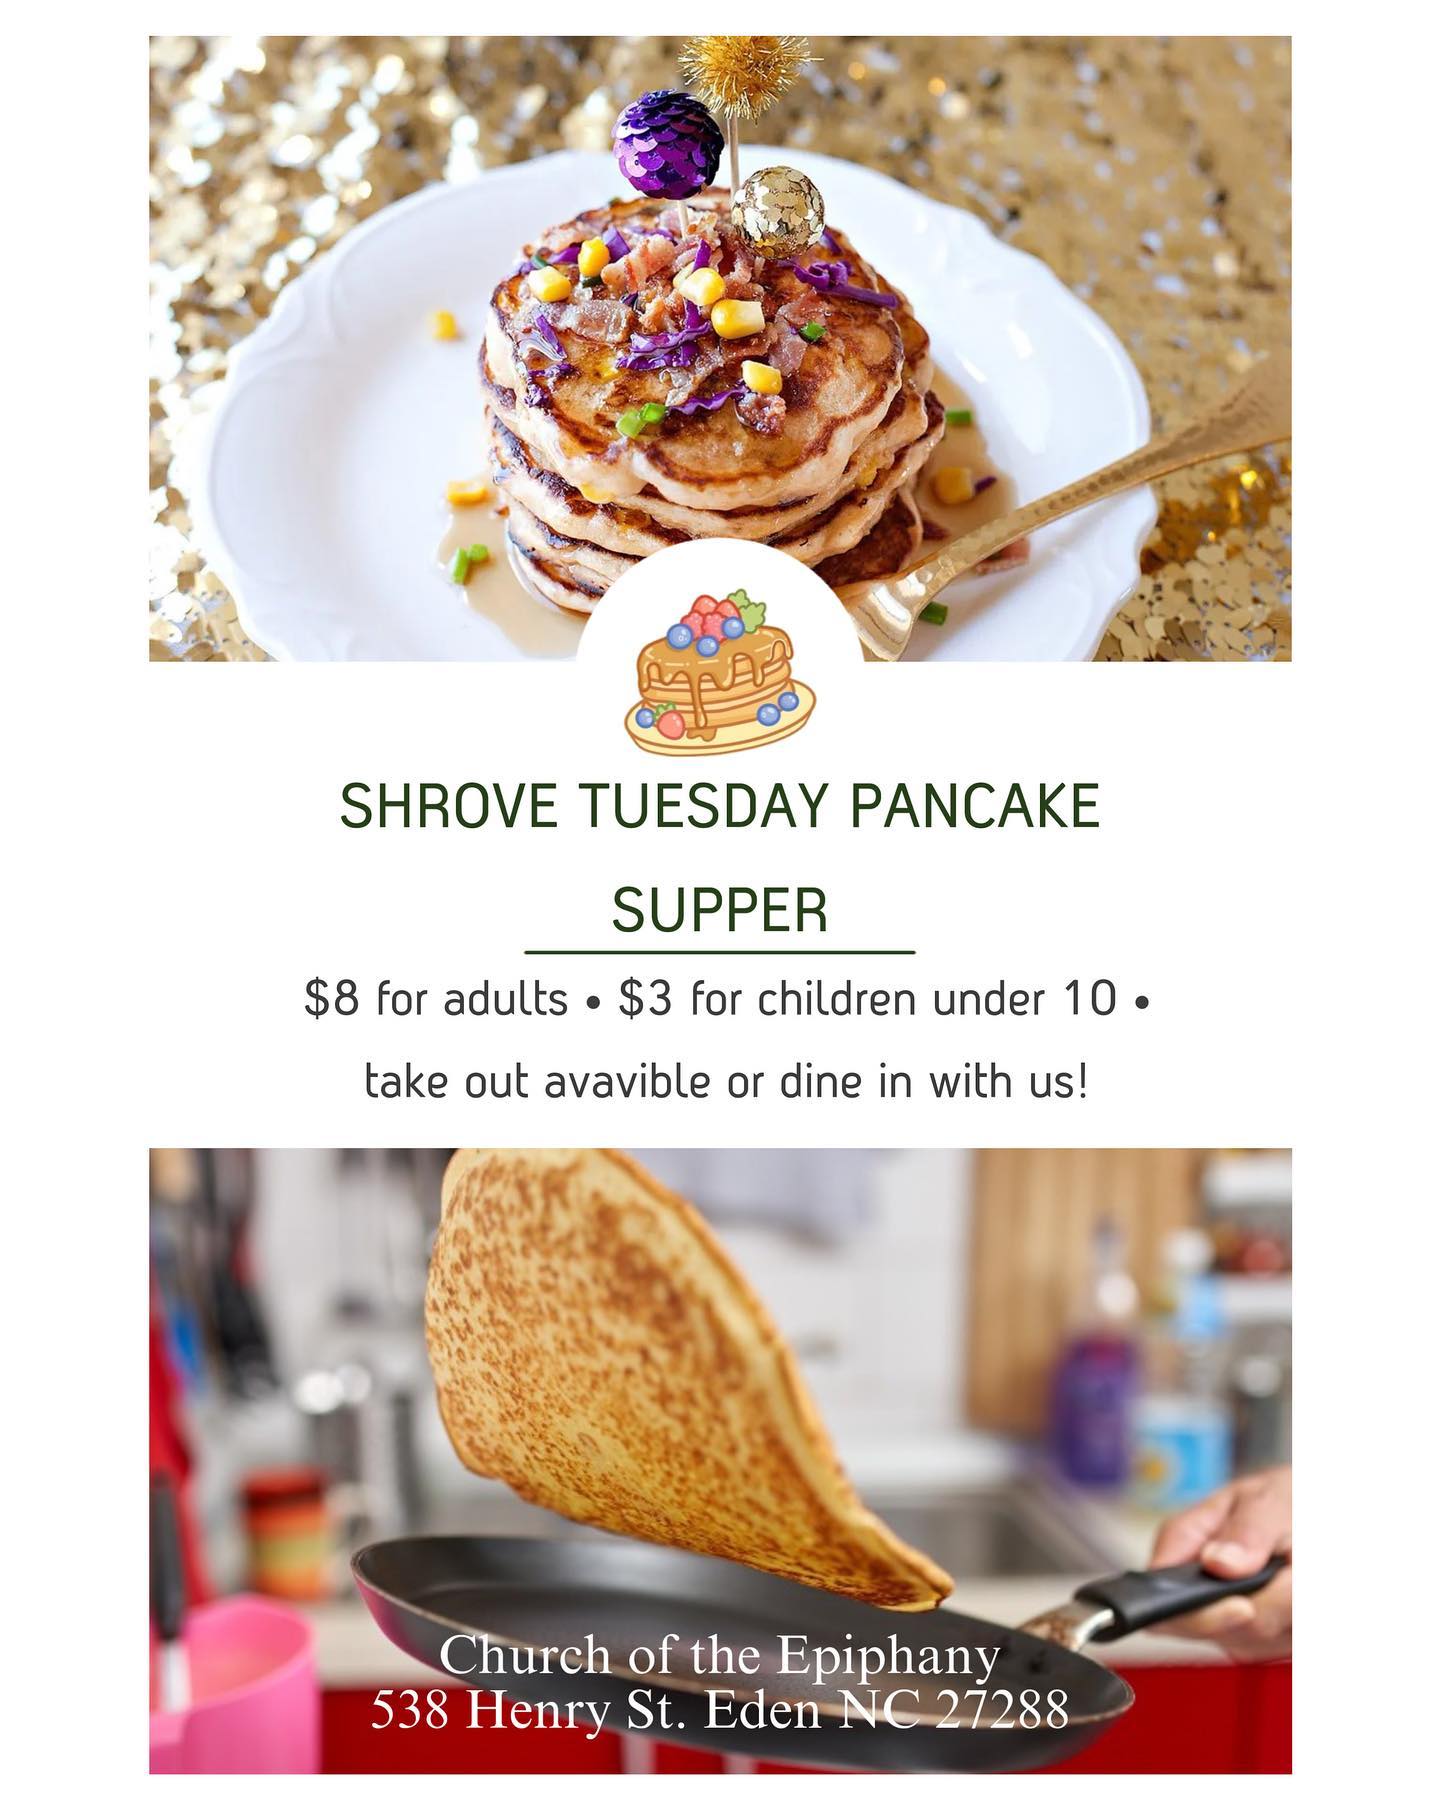 SHROVE TUESDAY PANCAKE
SUPPER
$8 for adults • $3 for children under 10 •
take out avavible or dine in with us!
Church of the Epiphany
538 Henry St. Eden NC 27288